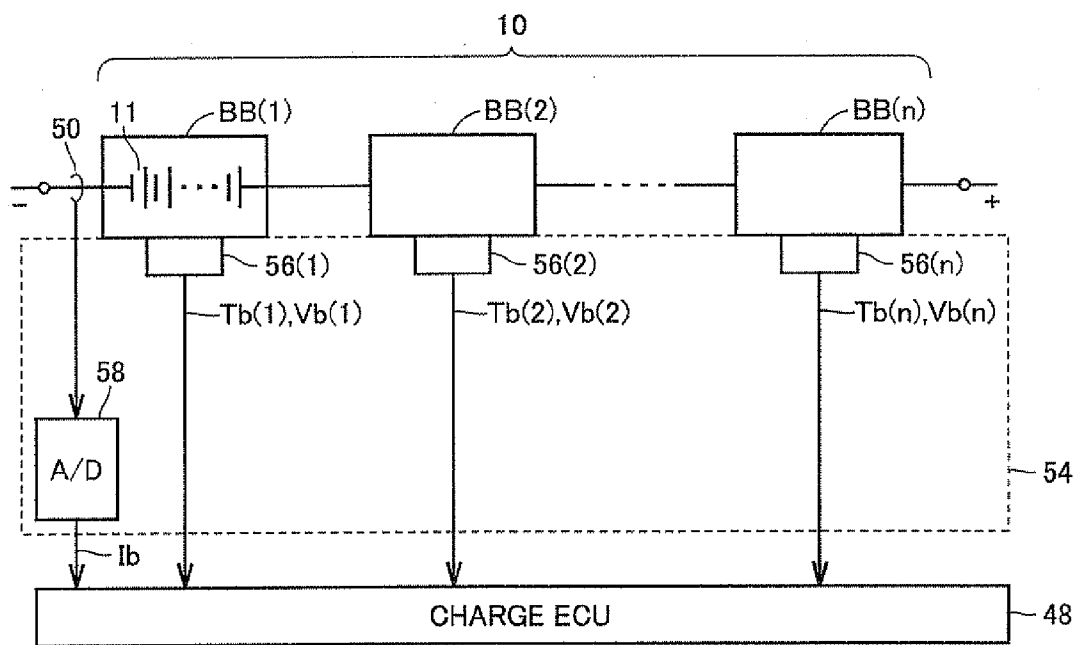 10
50
11
BB(1)
BB(2)
BB(n)
−
+
56(1)
56(2)
56(n)
Tb(1),Vb(1)
Tb(2),Vb(2)
Tb(n),Vb(n)
58
A/D
54
Ib
CHARGE ECU
48